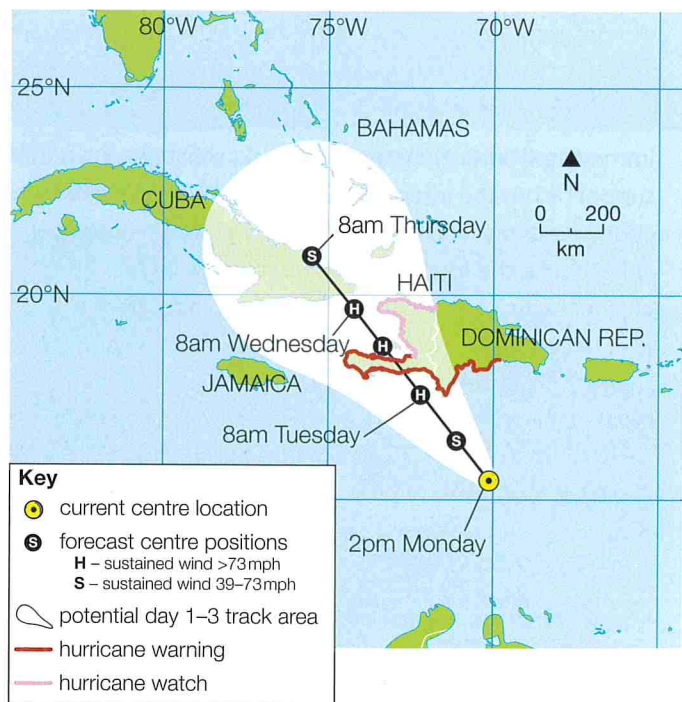 80°W
75°W
70°W
25°N
BAHAMAS
N
0 200
km
CUBA
8am Thursday
S
20°N
HAITI
H
8am Wednesday
H
DOMINICAN REP.
JAMAICA
H
8am Tuesday
S
2pm Monday
Key
current centre location
S forecast centre positions
H – sustained wind >73mph
S – sustained wind 39–73mph
potential day 1–3 track area
hurricane warning
hurricane watch